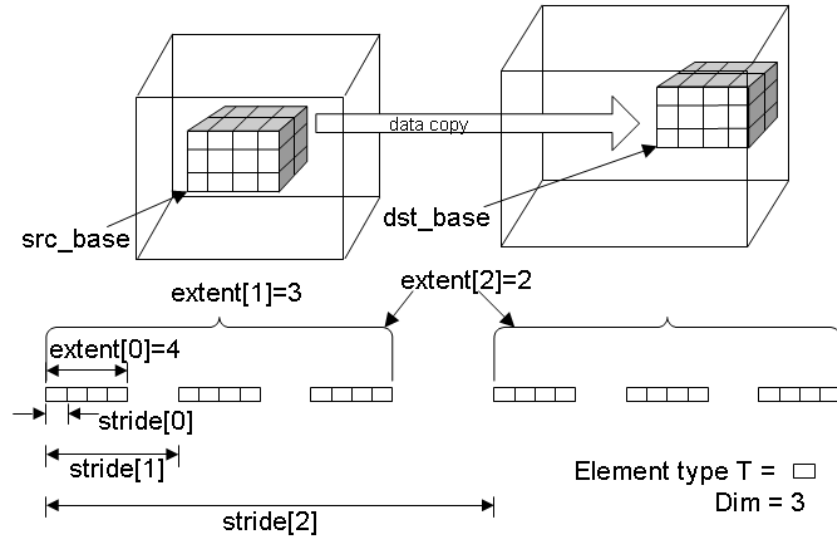 data copy
src_base
dst_base
extent[1]=3
extent[2]=2
extent[0]=4
stride[0]
stride[1]
stride[2]
Element type T =
Dim = 3